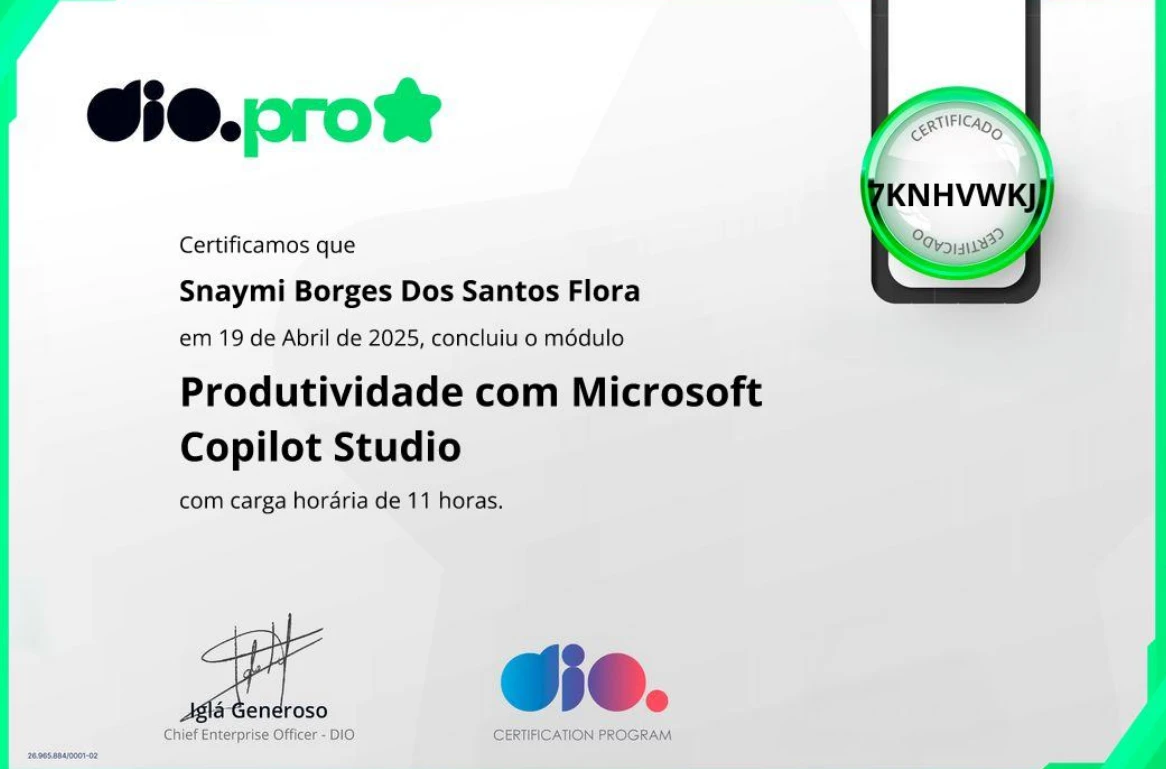 dio.pro
CERTIFICADO
7KNHVWKJ
CERTIFICADO
Certificamos que
Snaymi Borges Dos Santos Flora
em 19 de Abril de 2025, concluiu o módulo
Produtividade com Microsoft
Copilot Studio
com carga horária de 11 horas.
Iglá Generoso
Chief Enterprise Officer - DIO
dio.
CERTIFICATION PROGRAM
26.965.884/0001-02